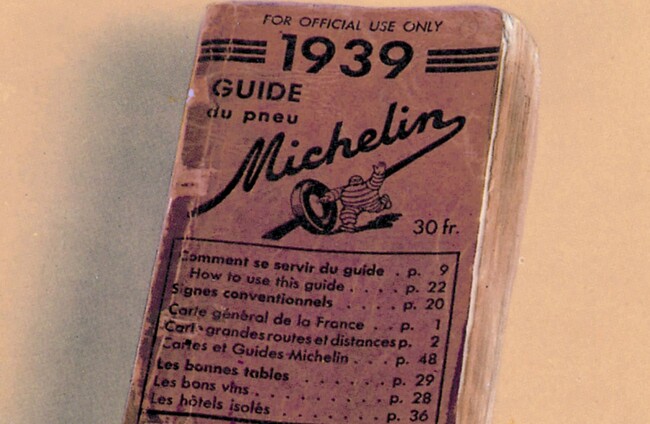 FOR OFFICIAL USE ONLY
1939
GUIDE
du pneu
Michelin
30 fr.
Comment se servir du guide . p. 9
How to use this guide . . . . p. 22
Signes conventionnels . . . . p. 20
Carte général de la France . . p. 1
Cart grandes routes et distances p. 2
Cartes et Guides Michelin . . . p. 48
Les bonnes tables . . . . . . . p. 29
Les bons vins . . . . . . . . . p. 28
Les hôtels isolés . . . . . . . p. 36